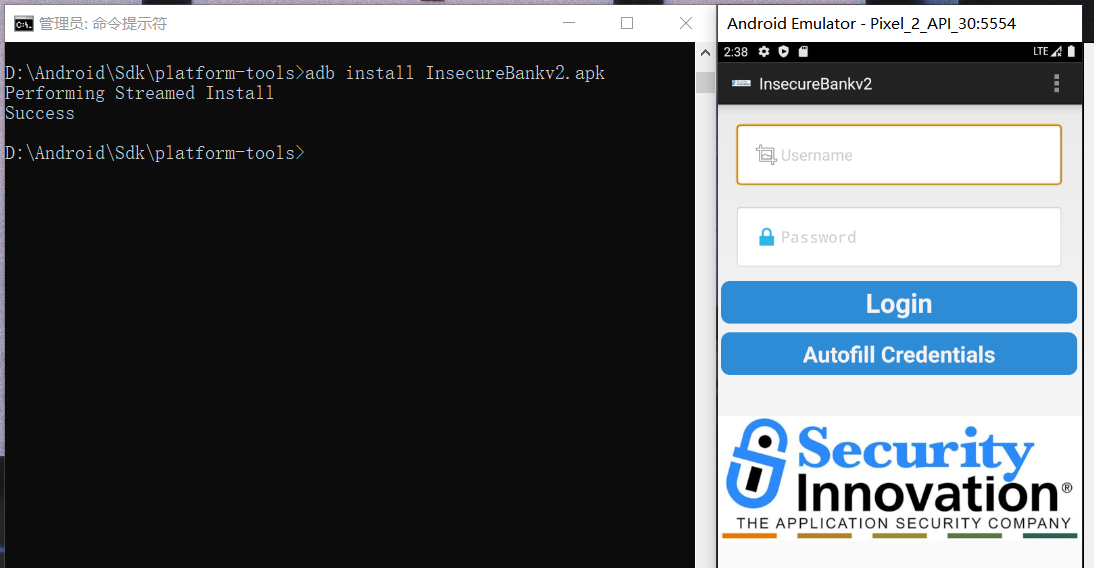 管理员: 命令提示符
D:\Android\Sdk\platform-tools>adb install InsecureBankv2.apk
Performing Streamed Install
Success
D:\Android\Sdk\platform-tools>
Android Emulator - Pixel_2_API_30:5554
2:38 LTE
InsecureBankv2
Username
Password
Login
Autofill Credentials
Security
Innovation®
THE APPLICATION SECURITY COMPANY